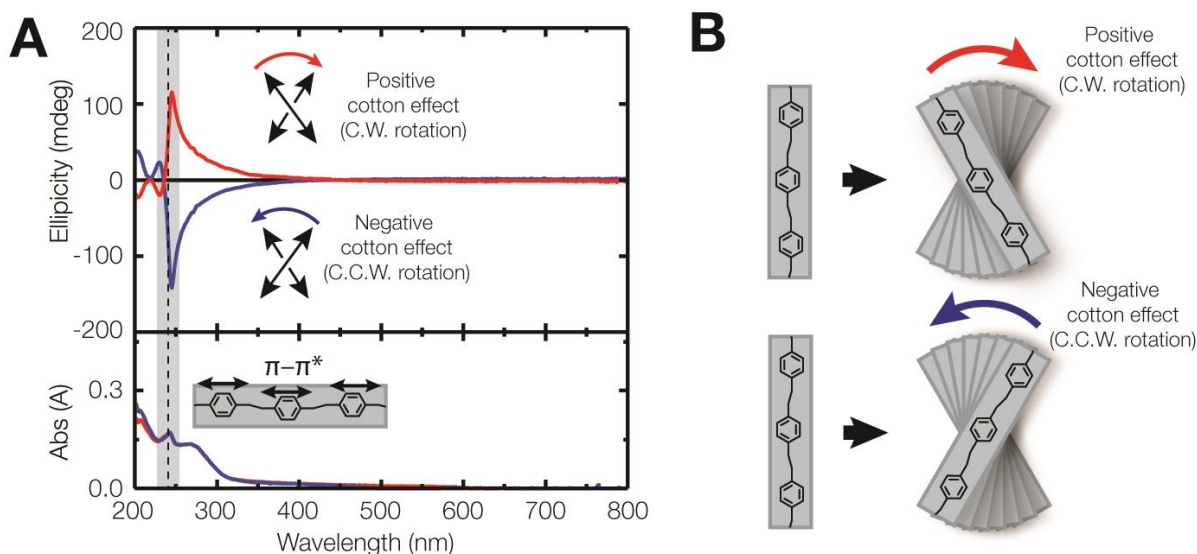 A
200
100
0
-100
-200
Ellipicity (mdeg)
Positive
cotton effect
(C.W. rotation)
Negative
cotton effect
(C.C.W. rotation)
π–π*
0.3
0.0
Abs (A)
200 300 400 500 600 700 800
Wavelength (nm)
B
Positive
cotton effect
(C.W. rotation)
Negative
cotton effect
(C.C.W. rotation)